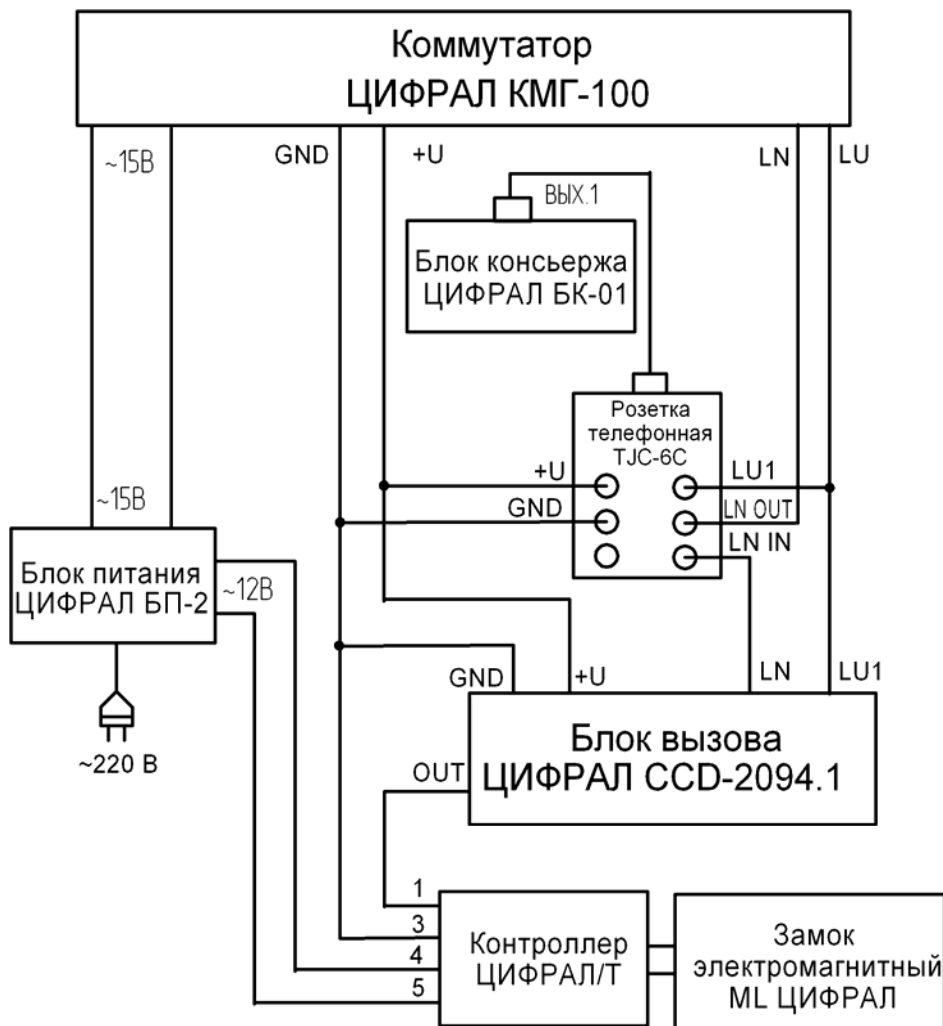 Коммутатор
ЦИФРАЛ КМГ-100
~15В
GND
+U
LN
LU
ВЫХ.1
Блок консьержа
ЦИФРАЛ БК-01
Розетка
телефонная
TJC-6C
+U
LU1
GND
LN OUT
LN IN
~15В
Блок питания
ЦИФРАЛ БП-2
~12В
~220 В
GND
+U
LN
LU1
Блок вызова
ЦИФРАЛ CCD-2094.1
OUT
1
3
4
5
Контроллер
ЦИФРАЛ/Т
Замок
электромагнитный
ML ЦИФРАЛ